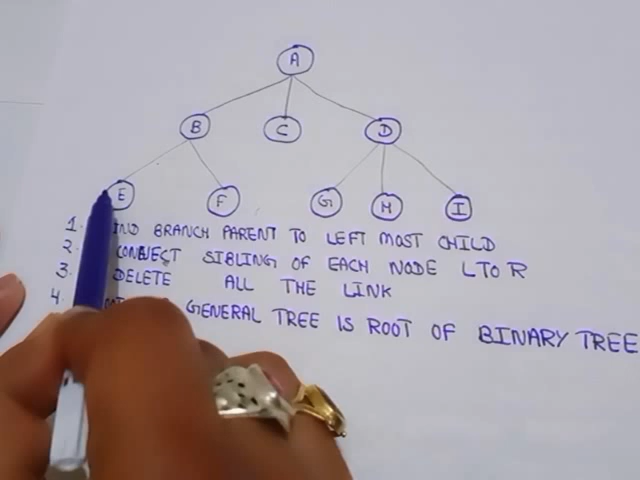 A
B C D
E F G H I
1. IND BRANCH PARENT TO LEFT MOST CHILD
2. CONNECT SIBLING OF EACH NODE L TO R
3. DELETE ALL THE LINK
4. GENERAL TREE IS ROOT OF BINARY TREE